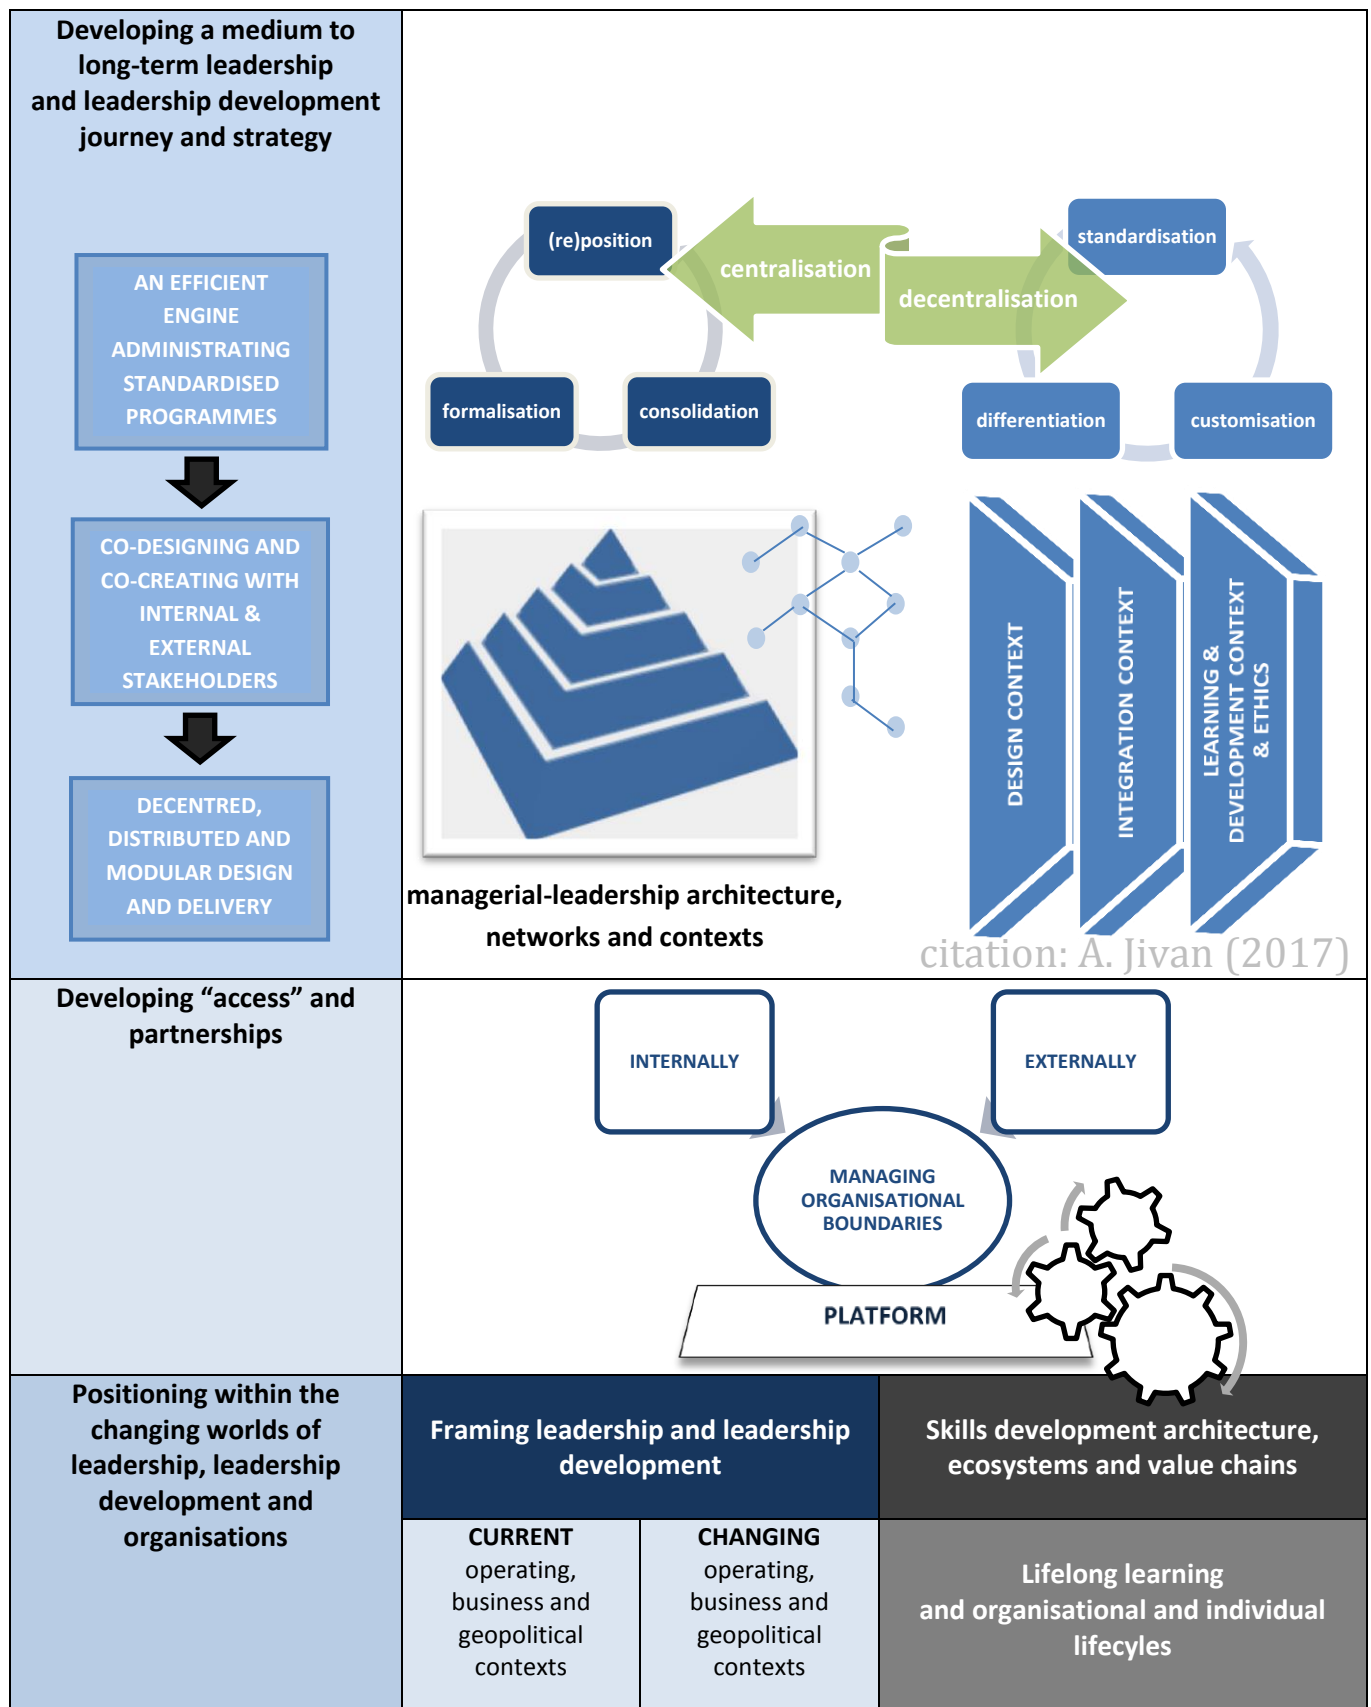 Developing a medium to
long-term leadership
and leadership development
journey and strategy
AN EFFICIENT
ENGINE
ADMINISTRATING
STANDARDISED
PROGRAMMES
CO-DESIGNING AND
CO-CREATING WITH
INTERNAL &
EXTERNAL
STAKEHOLDERS
DECENTRED,
DISTRIBUTED AND
MODULAR DESIGN
AND DELIVERY
(re)position
formalisation
consolidation
centralisation
decentralisation
standardisation
differentiation
customisation
managerial-leadership architecture,
networks and contexts
DESIGN CONTEXT
INTEGRATION CONTEXT
LEARNING &
DEVELOPMENT CONTEXT
& ETHICS
citation: A. Jivan (2017)
Developing “access” and
partnerships
INTERNALLY
EXTERNALLY
MANAGING
ORGANISATIONAL
BOUNDARIES
PLATFORM
Positioning within the
changing worlds of
leadership, leadership
development and
organisations
Framing leadership and leadership
development
Skills development architecture,
ecosystems and value chains
CURRENT
operating,
business and
geopolitical
contexts
CHANGING
operating,
business and
geopolitical
contexts
Lifelong learning
and organisational and individual
lifecyles